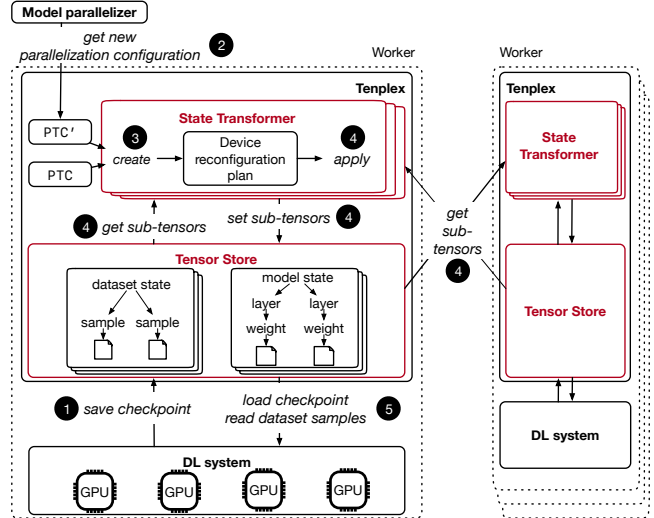 Model parallelizer
get new
parallelization configuration
2
Worker
Worker
Tenplex
Tenplex
State Transformer
PTC′
PTC
3
create
Device
reconfiguration
plan
4
apply
State
Transformer
4
get sub-tensors
set sub-tensors
4
get
sub-
tensors
4
Tensor Store
dataset state
sample
sample
model state
layer
layer
weight
weight
Tensor Store
1
save checkpoint
load checkpoint
read dataset samples
5
DL system
GPU
GPU
GPU
GPU
DL system